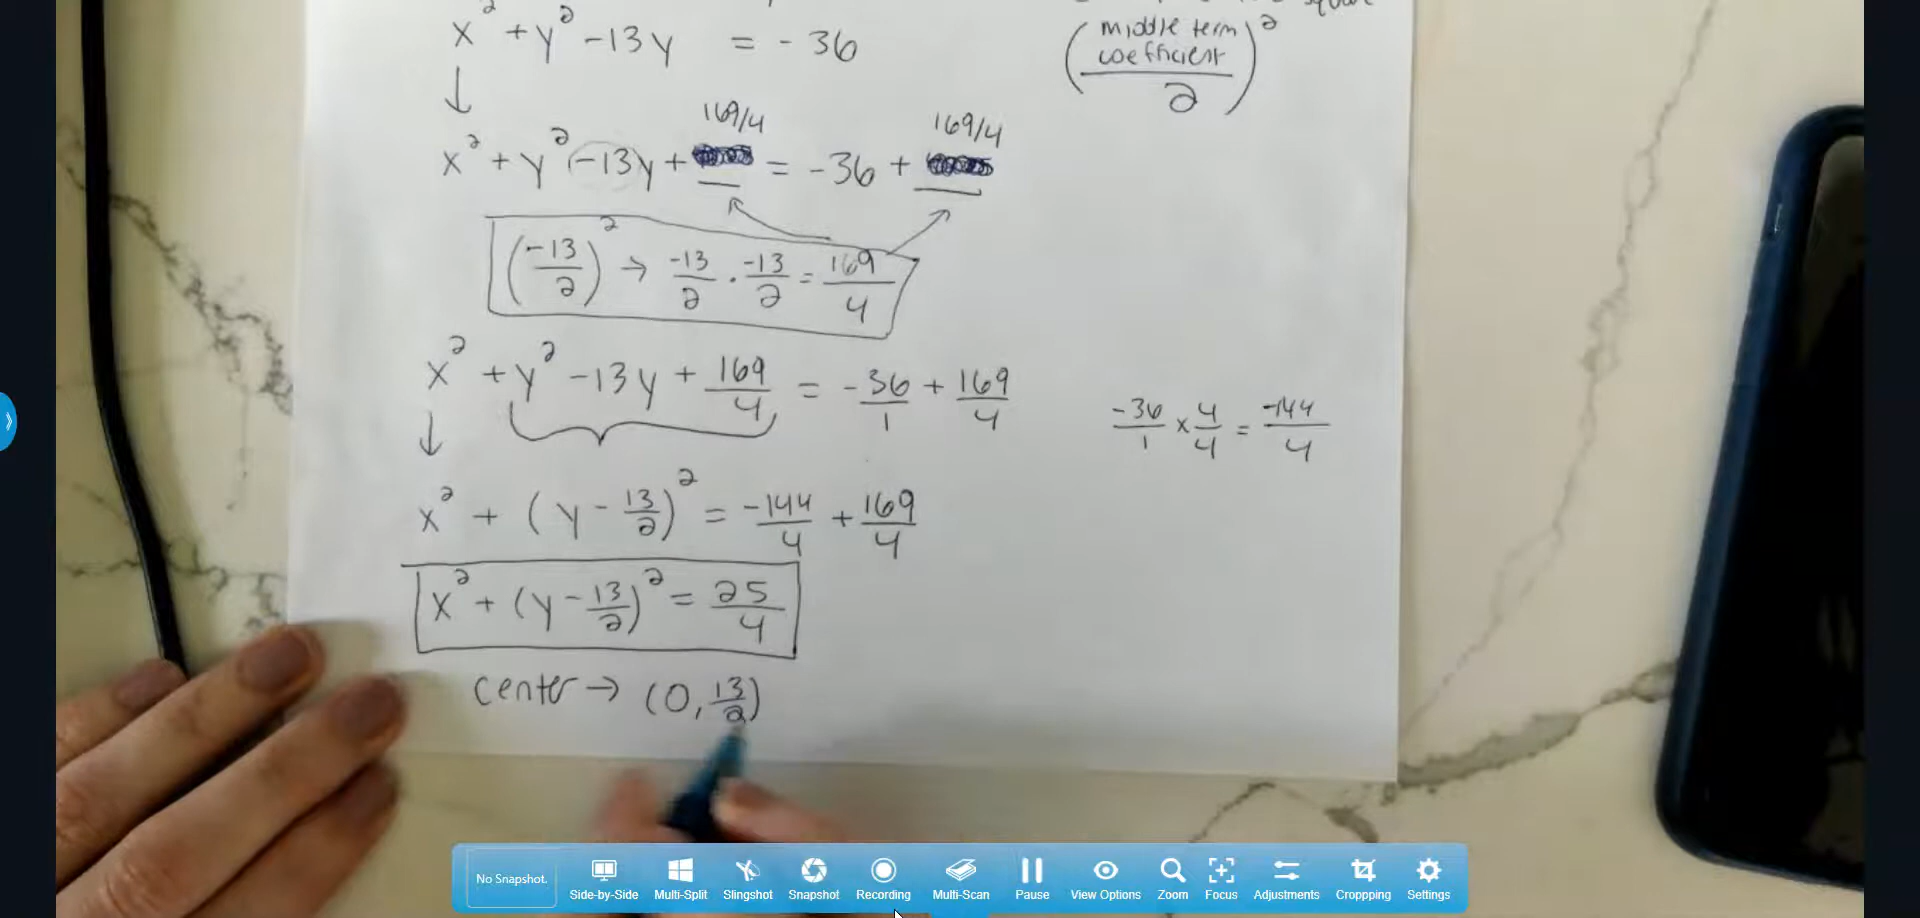 square
x² + y² - 13y = - 36
(middle term coefficient / 2)²
↓
169/4 169/4
x² + y² - 13y + __ = - 36 + __
(-13/2)² → -13/2 · -13/2 = 169/4
x² + y² - 13y + 169/4 = -36/1 + 169/4
-36/1 × 4/4 = -144/4
↓
x² + (y - 13/2)² = -144/4 + 169/4
x² + (y - 13/2)² = 25/4
center → (0, 13/2)
No Snapshot.
Side-by-Side Multi-Split Slingshot Snapshot Recording Multi-Scan Pause View Options Zoom Focus Adjustments Croppping Settings